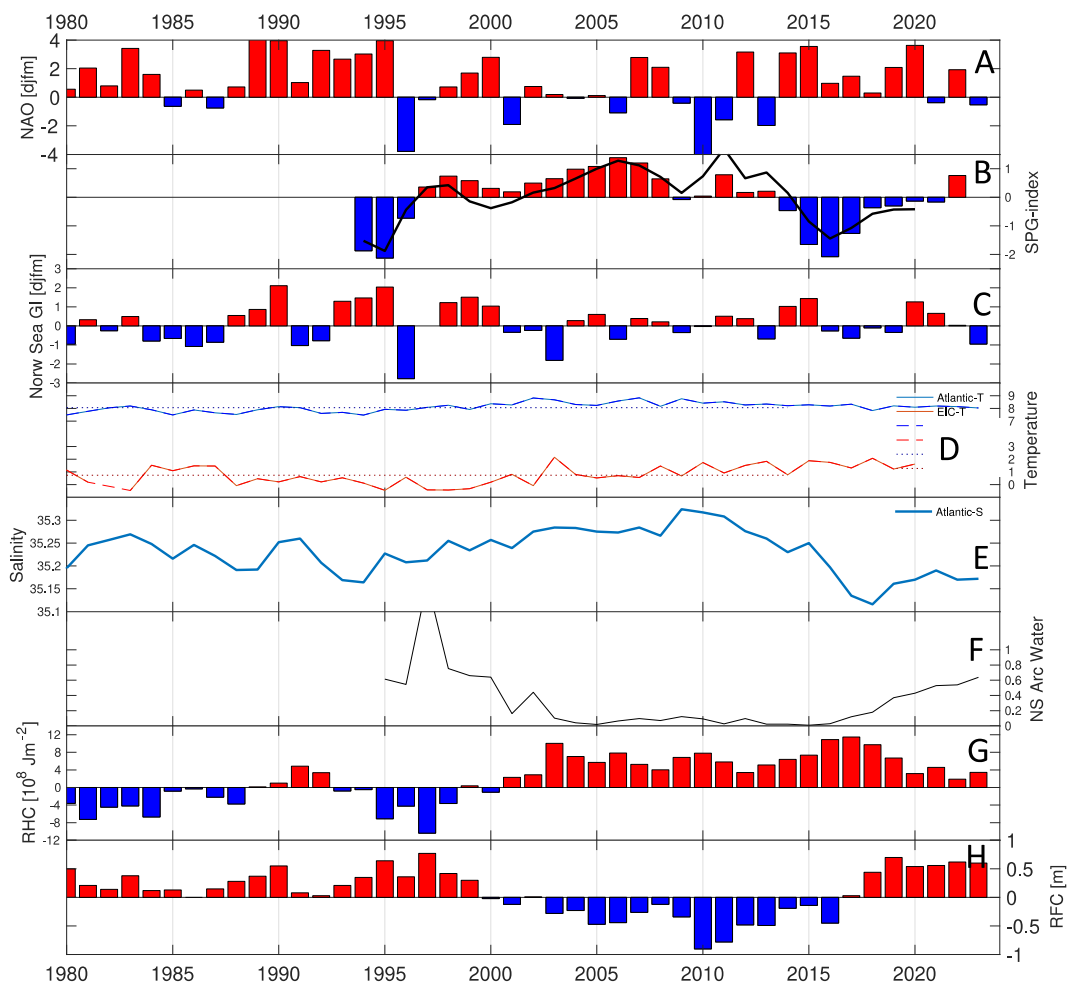 1980 1985 1990 1995 2000 2005 2010 2015 2020
NAO [djfm]
4
2
0
-2
-4
A
SPG-index
1
0
-1
-2
B
Norw Sea GI [djfm]
3
2
1
0
-1
-2
-3
C
Temperature
9
8
7
3
2
1
0
Atlantic-T
EIC-T
D
Salinity
35.3
35.25
35.2
35.15
35.1
Atlantic-S
E
NS Arc Water
1
0.8
0.6
0.4
0.2
0
F
RHC [10⁸ Jm⁻²]
12
8
4
0
-4
-8
-12
G
RFC [m]
1
0.5
0
-0.5
-1
H
1980 1985 1990 1995 2000 2005 2010 2015 2020